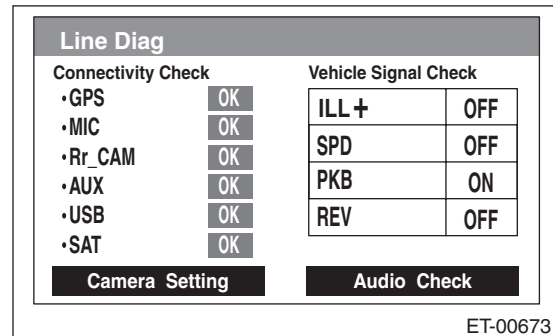 Line Diag
Connectivity Check
·GPS OK
·MIC OK
·Rr_CAM OK
·AUX OK
·USB OK
·SAT OK
Camera Setting
Vehicle Signal Check
ILL+ OFF
SPD OFF
PKB ON
REV OFF
Audio Check
ET-00673